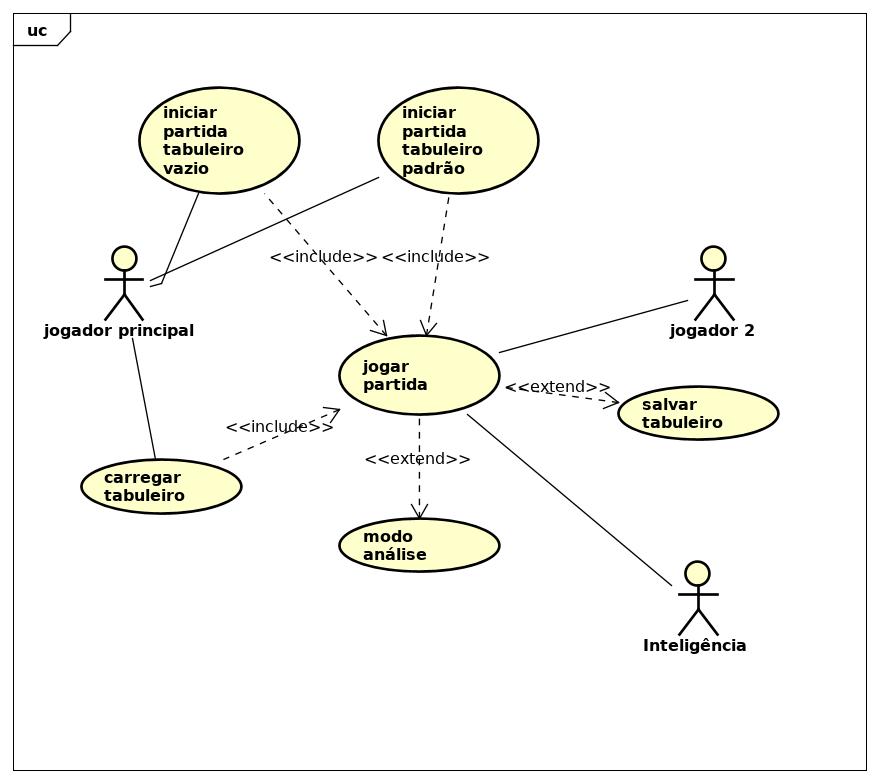 uc
iniciar
partida
tabuleiro
vazio
iniciar
partida
tabuleiro
padrão
<<include>>
<<include>>
jogador principal
jogador 2
jogar
partida
<<extend>>
salvar
tabuleiro
<<include>>
<<extend>>
carregar
tabuleiro
modo
análise
Inteligência